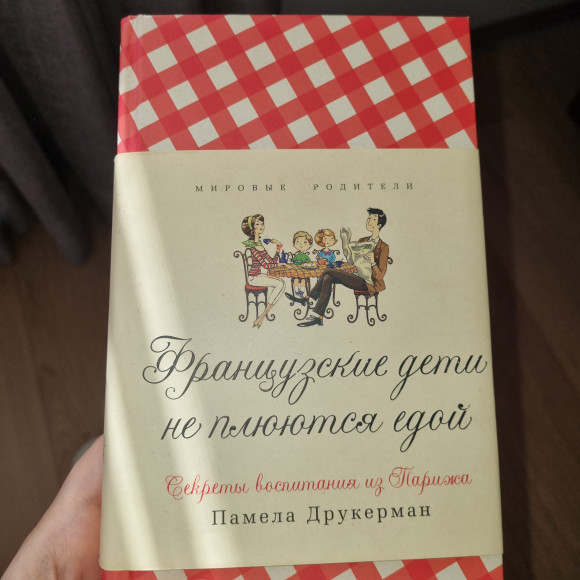 МИРОВЫЕ РОДИТЕЛИ
Французские дети
не плюются едой
Секреты воспитания из Парижа
Памела Друкерман